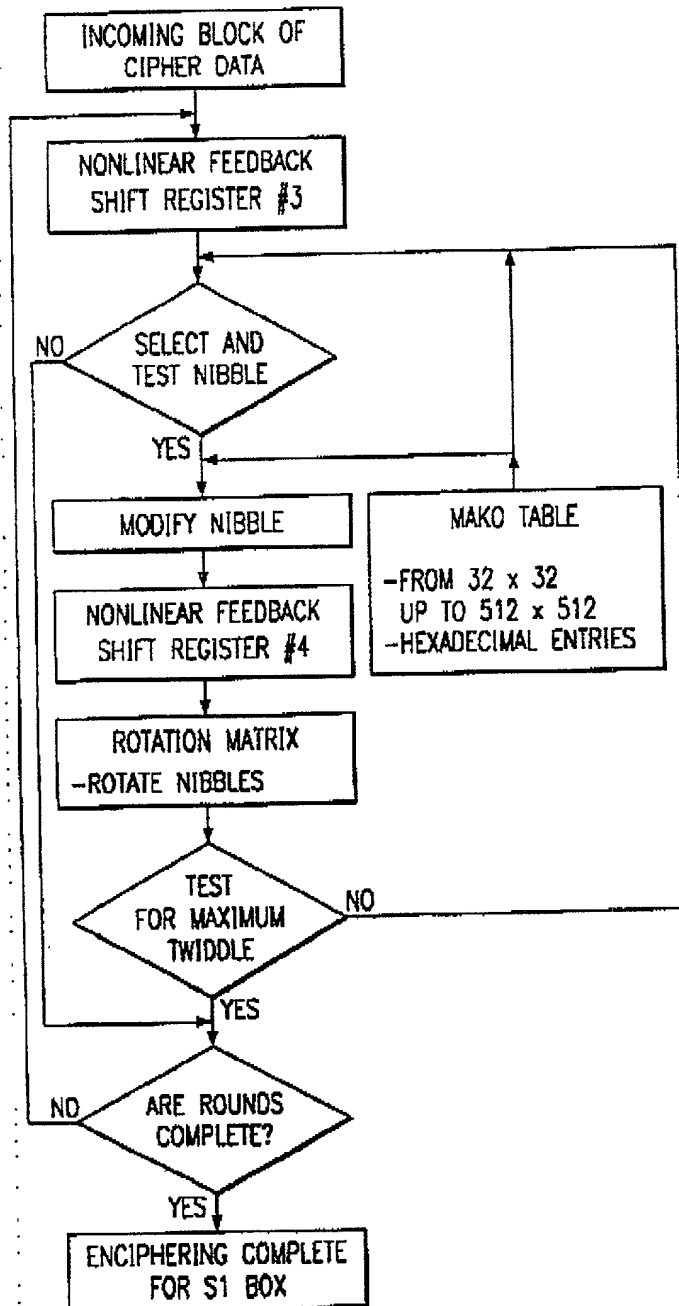 INCOMING BLOCK OF
CIPHER DATA
NONLINEAR FEEDBACK
SHIFT REGISTER #3
NO
SELECT AND
TEST NIBBLE
YES
MODIFY NIBBLE
MAKO TABLE
-FROM 32 x 32
UP TO 512 x 512
-HEXADECIMAL ENTRIES
NONLINEAR FEEDBACK
SHIFT REGISTER #4
ROTATION MATRIX
-ROTATE NIBBLES
TEST
FOR MAXIMUM
TWIDDLE
NO
YES
NO
ARE ROUNDS
COMPLETE?
YES
ENCIPHERING COMPLETE
FOR S1 BOX